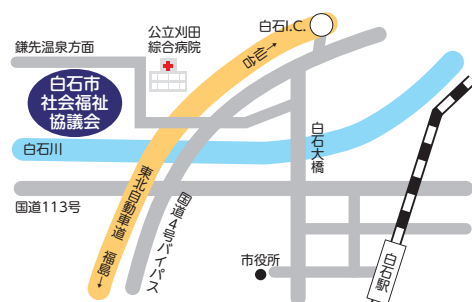 鎌先温泉方面
公立刈田
綜合病院
白石I.C.
←仙台
白石市
社会福祉
協議会
白石川
白石大橋
国道113号
東北自動車道
福島→
国道4号バイパス
市役所
白石駅